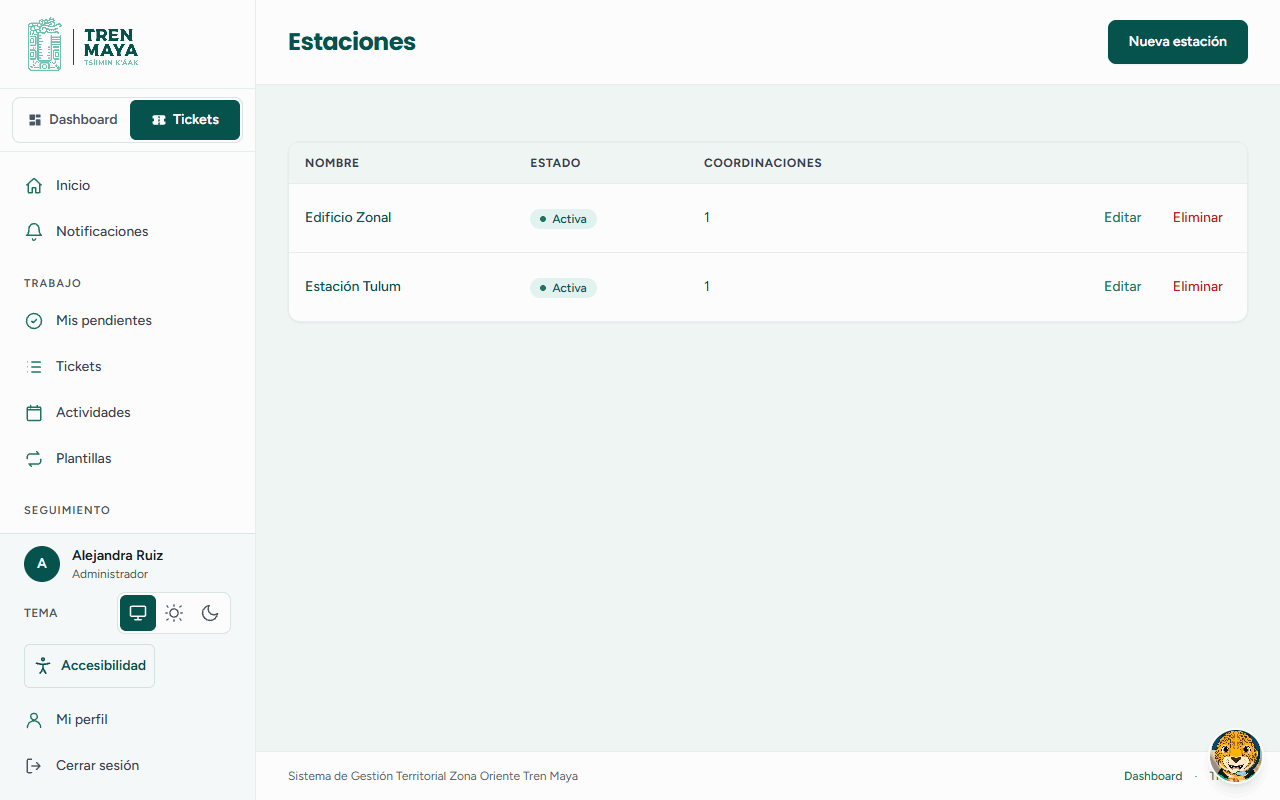 TREN
MAYA
TSÍIMIN K'ÁAK
Dashboard
Tickets
Inicio
Notificaciones
TRABAJO
Mis pendientes
Tickets
Actividades
Plantillas
SEGUIMIENTO
A
Alejandra Ruiz
Administrador
TEMA
Accesibilidad
Mi perfil
Cerrar sesión
Estaciones
Nueva estación
NOMBRE ESTADO COORDINACIONES
Edificio Zonal Activa 1 Editar Eliminar
Estación Tulum Activa 1 Editar Eliminar
Sistema de Gestión Territorial Zona Oriente Tren Maya
Dashboard ·